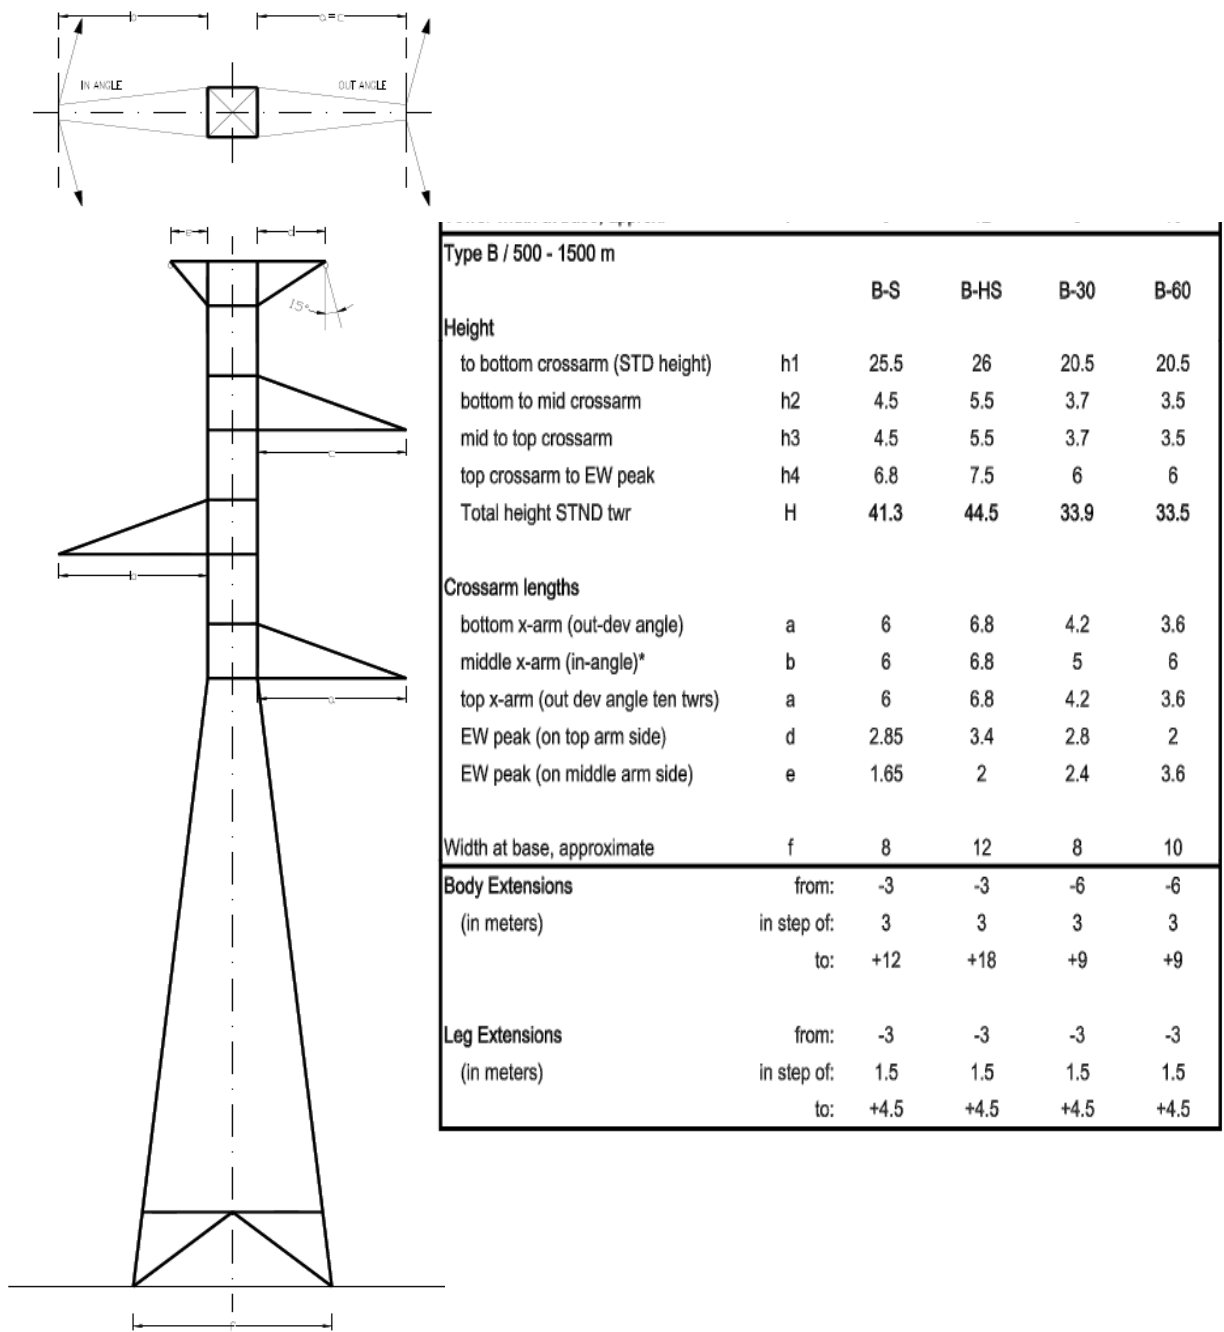 b
a=c
IN ANGLE
OUT ANGLE
e
d
15°
c
b
a
f
Type B / 500 - 1500 m
B-S B-HS B-30 B-60
Height
to bottom crossarm (STD height) h1 25.5 26 20.5 20.5
bottom to mid crossarm h2 4.5 5.5 3.7 3.5
mid to top crossarm h3 4.5 5.5 3.7 3.5
top crossarm to EW peak h4 6.8 7.5 6 6
Total height STND twr H 41.3 44.5 33.9 33.5
Crossarm lengths
bottom x-arm (out-dev angle) a 6 6.8 4.2 3.6
middle x-arm (in-angle)* b 6 6.8 5 6
top x-arm (out dev angle ten twrs) a 6 6.8 4.2 3.6
EW peak (on top arm side) d 2.85 3.4 2.8 2
EW peak (on middle arm side) e 1.65 2 2.4 3.6
Width at base, approximate f 8 12 8 10
Body Extensions from: -3 -3 -6 -6
(in meters) in step of: 3 3 3 3
to: +12 +18 +9 +9
Leg Extensions from: -3 -3 -3 -3
(in meters) in step of: 1.5 1.5 1.5 1.5
to: +4.5 +4.5 +4.5 +4.5